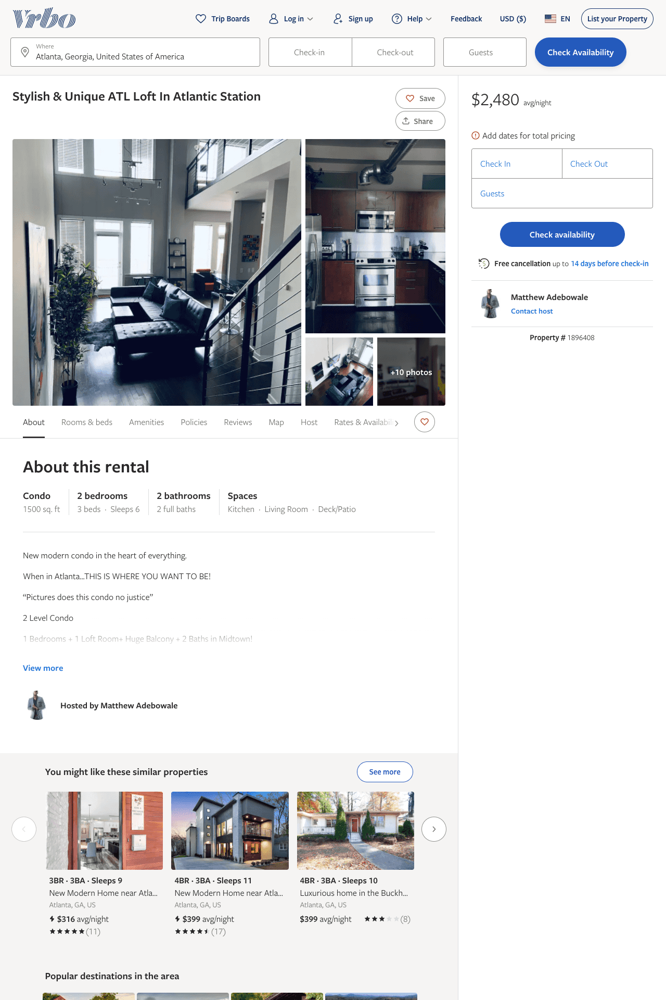 Vrbo
Trip Boards
Log in
Sign up
Help
Feedback
USD ($)
EN
List your Property
Where
Atlanta, Georgia, United States of America
Check-in
Check-out
Guests
Check Availability
Stylish & Unique ATL Loft In Atlantic Station
Save
Share
$2,480 avg/night
Add dates for total pricing
Check In
Check Out
Guests
Check availability
Free cancellation up to 14 days before check-in
Matthew Adebowale
Contact host
Property # 1896408
+10 photos
About
Rooms & beds
Amenities
Policies
Reviews
Map
Host
Rates & Availabili
About this rental
Condo
1500 sq. ft
2 bedrooms
3 beds · Sleeps 6
2 bathrooms
2 full baths
Spaces
Kitchen · Living Room · Deck/Patio
New modern condo in the heart of everything.
When in Atlanta...THIS IS WHERE YOU WANT TO BE!
“Pictures does this condo no justice”
2 Level Condo
1 Bedrooms + 1 Loft Room+ Huge Balcony + 2 Baths in Midtown!
View more
Hosted by Matthew Adebowale
You might like these similar properties
See more
3BR · 3BA · Sleeps 9
New Modern Home near Atla...
Atlanta, GA, US
$316 avg/night
(11)
4BR · 3BA · Sleeps 11
New Modern Home near Atla...
Atlanta, GA, US
$399 avg/night
(17)
4BR · 3BA · Sleeps 10
Luxurious home in the Buckh...
Atlanta, GA, US
$399 avg/night
(8)
Popular destinations in the area